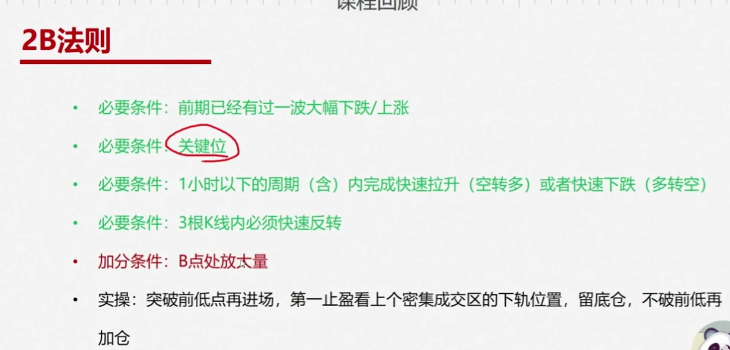 课程回顾
2B法则
• 必要条件：前期已经有过一波大幅下跌/上涨
• 必要条件：关键位
• 必要条件：1小时以下的周期（含）内完成快速拉升（空转多）或者快速下跌（多转空）
• 必要条件：3根K线内必须快速反转
• 加分条件：B点处放大量
• 实操：突破前低点再进场，第一止盈看上个密集成交区的下轨位置，留底仓，不破前低再
加仓